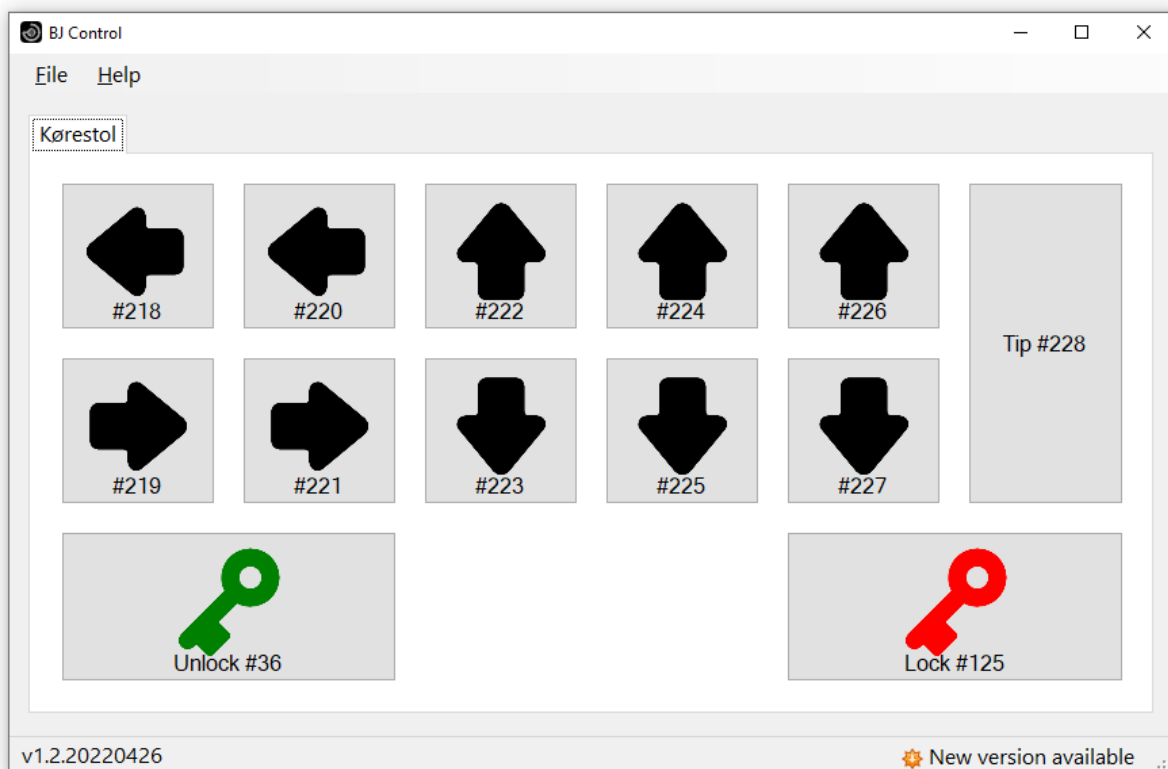 BJ Control
File Help
Kørestol
#218 #220 #222 #224 #226
Tip #228
#219 #221 #223 #225 #227
Unlock #36 Lock #125
v1.2.20220426 New version available